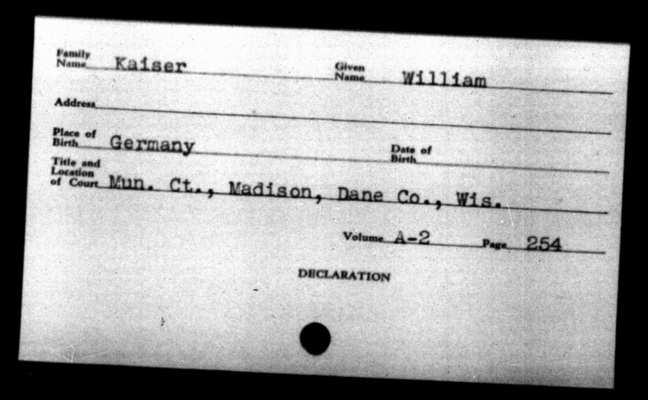 Family Name Kaiser Given Name William
Address
Place of Birth Germany Date of Birth
Title and Location of Court Mun. Ct., Madison, Dane Co., Wis.
Volume A-2 Page 254
DECLARATION